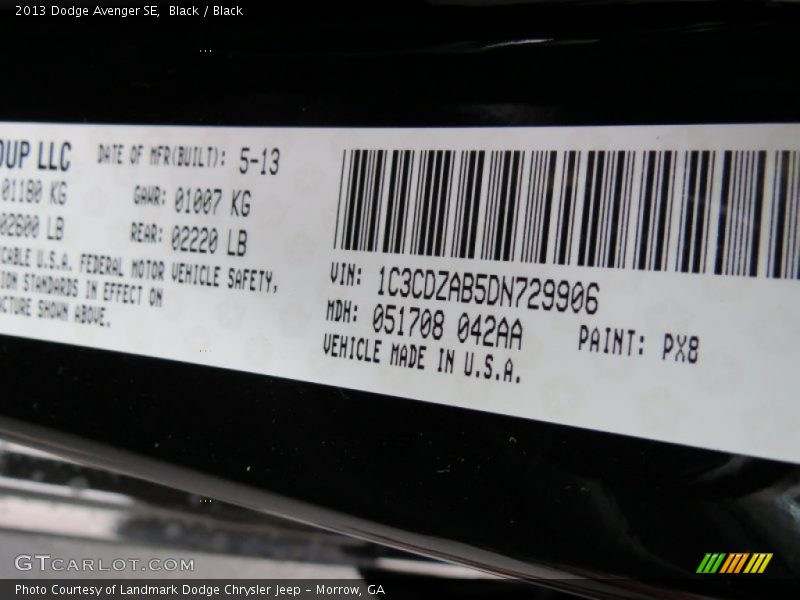 2013 Dodge Avenger SE,  Black / Black
OUP LLC
DATE OF MFR(BUILT): 5-13
01180 KG
GAWR: 01007 KG
02600 LB
REAR: 02220 LB
ICABLE U.S.A. FEDERAL MOTOR VEHICLE SAFETY,
ION STANDARDS IN EFFECT ON
ACTURE SHOWN ABOVE.
VIN: 1C3CDZAB5DN729906
MDH: 051708 042AA
PAINT: PX8
VEHICLE MADE IN U.S.A.
GTCARLOT.COM
Photo Courtesy of Landmark Dodge Chrysler Jeep - Morrow, GA